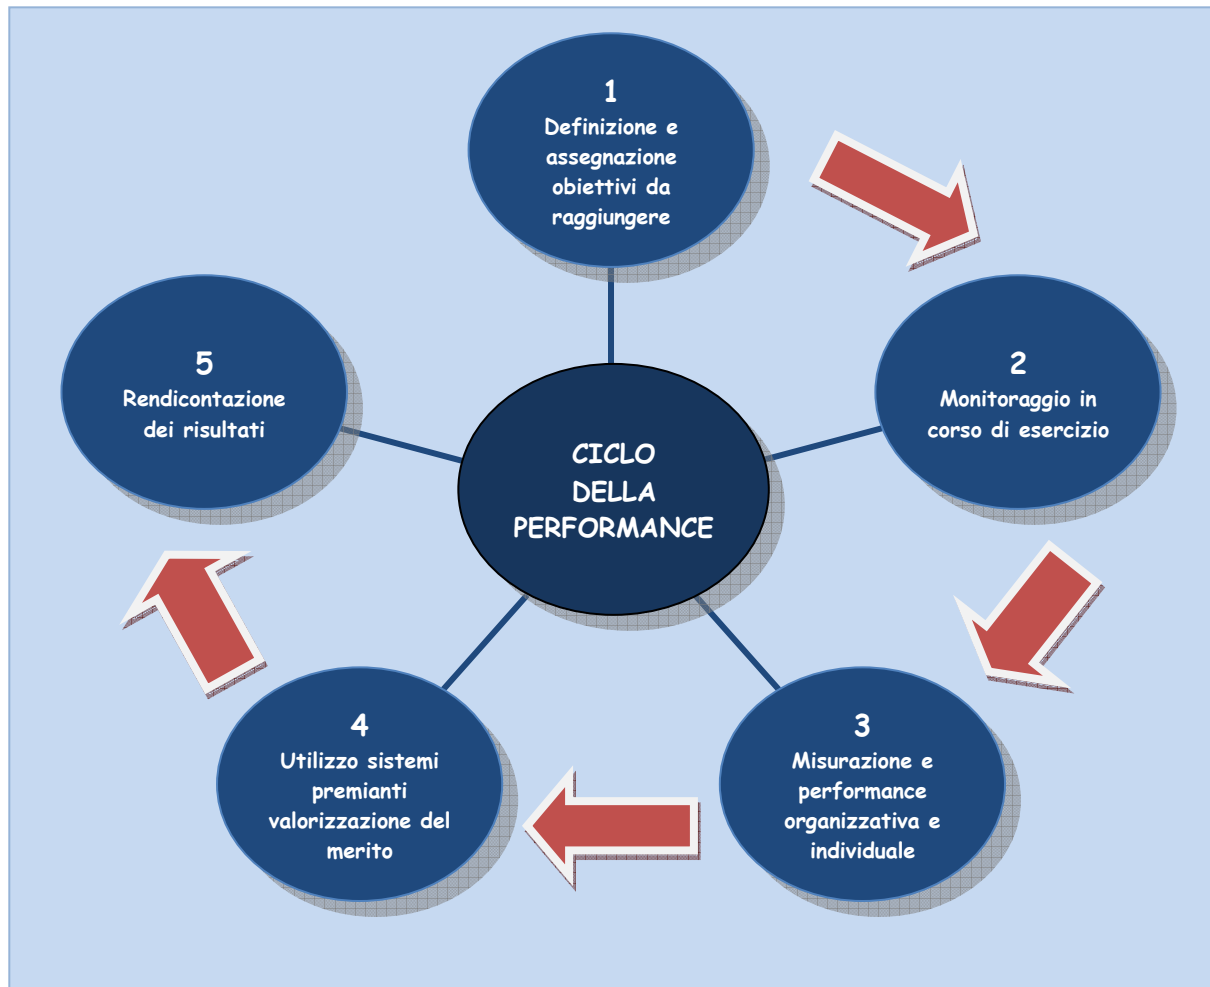 1
Definizione e
assegnazione
obiettivi da
raggiungere
5
Rendicontazione
dei risultati
2
Monitoraggio in
corso di esercizio
CICLO
DELLA
PERFORMANCE
4
Utilizzo sistemi
premianti
valorizzazione del
merito
3
Misurazione e
performance
organizzativa e
individuale